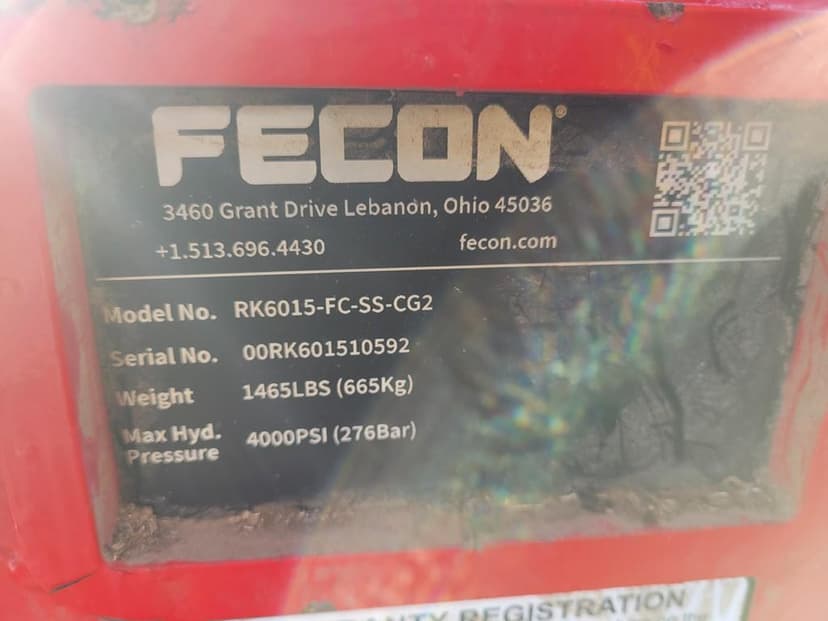 FECON®
3460 Grant Drive Lebanon, Ohio 45036
+1.513.696.4430 fecon.com
Model No. RK6015-FC-SS-CG2
Serial No. 00RK601510592
Weight 1465LBS (665Kg)
Max Hyd. Pressure 4000PSI (276Bar)
REGISTRATION